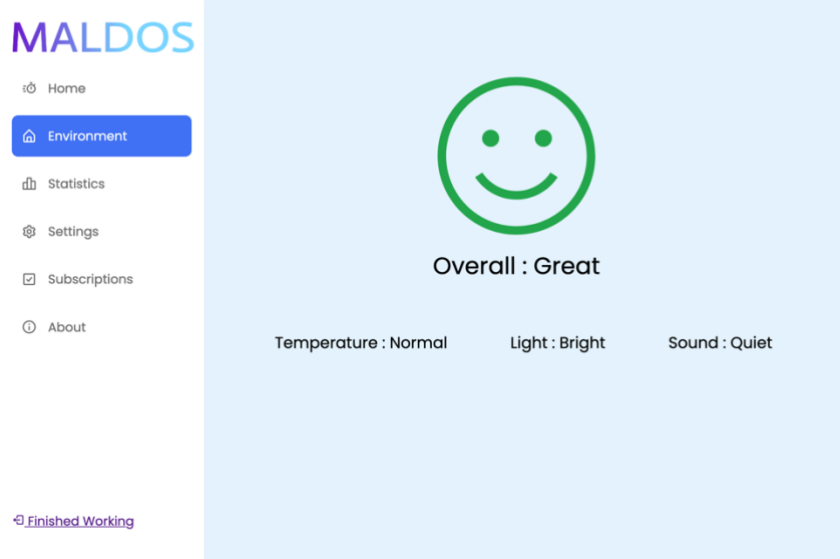 MALDOS
Home
Environment
Statistics
Settings
Subscriptions
About
Finished Working
Overall : Great
Temperature : Normal
Light : Bright
Sound : Quiet